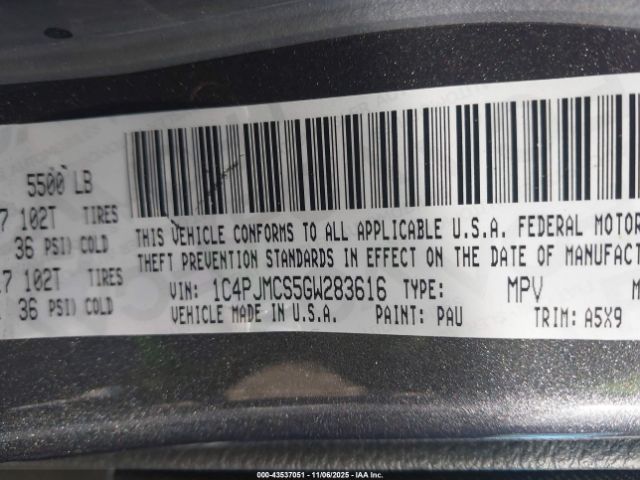 5500 LB
7 102T TIRES
36 PSI) COLD
.7 102T TIRES
36 PSI) COLD
THIS VEHICLE CONFORMS TO ALL APPLICABLE U.S.A. FEDERAL MOTOR
THEFT PREVENTION STANDARDS IN EFFECT ON THE DATE OF MANUFACT
VIN: 1C4PJMCS5GW283616 TYPE: MPV M
VEHICLE MADE IN U.S.A. PAINT: PAU TRIM: A5X9
000-43537051 - 11/06/2025 - IAA Inc.